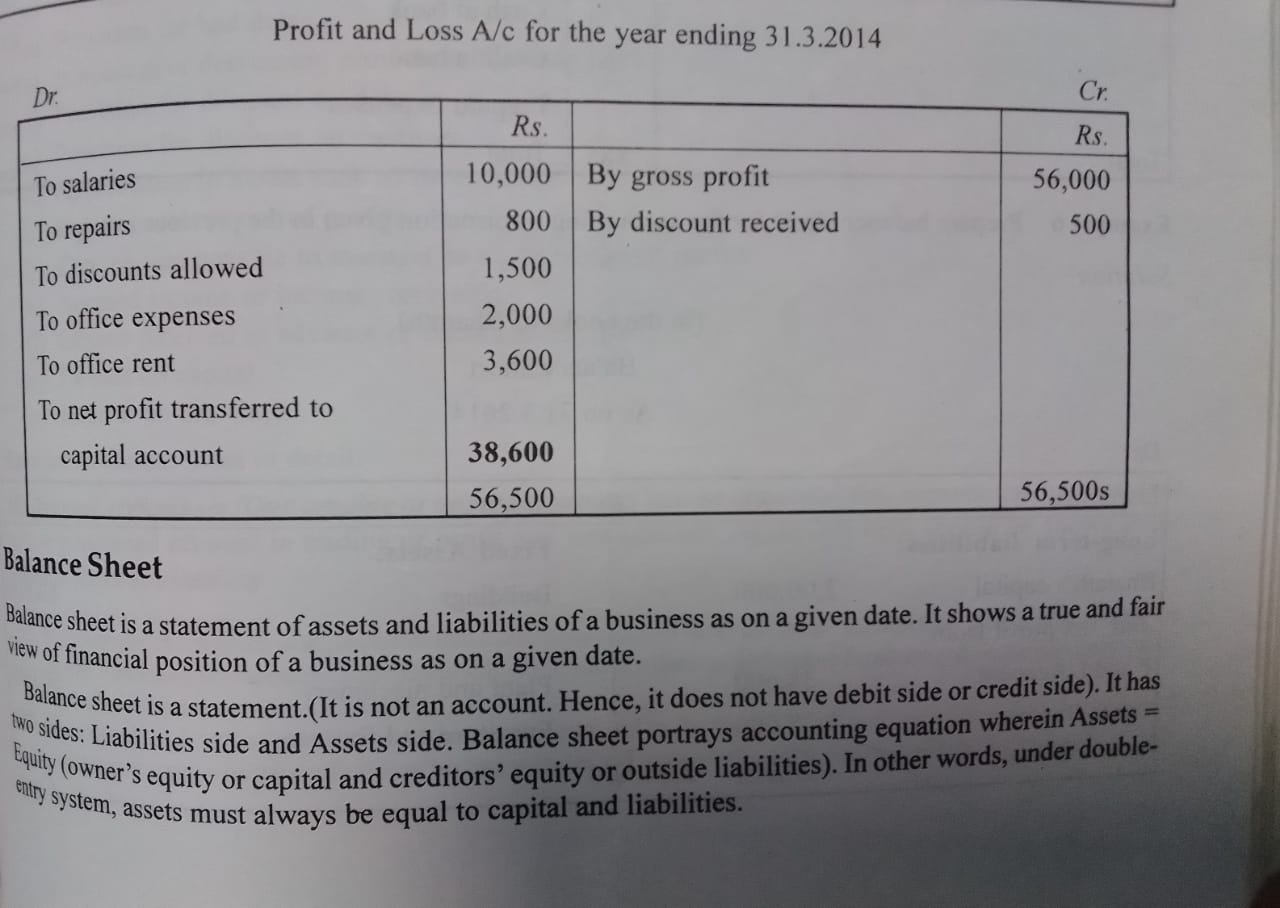 Profit and Loss A/c for the year ending 31.3.2014
Dr. Cr.
Rs. Rs.
To salaries 10,000 By gross profit 56,000
To repairs 800 By discount received 500
To discounts allowed 1,500
To office expenses 2,000
To office rent 3,600
To net profit transferred to
capital account 38,600
56,500 56,500s
Balance Sheet
Balance sheet is a statement of assets and liabilities of a business as on a given date. It shows a true and fair
view of financial position of a business as on a given date.
Balance sheet is a statement.(It is not an account. Hence, it does not have debit side or credit side). It has
two sides: Liabilities side and Assets side. Balance sheet portrays accounting equation wherein Assets =
Equity (owner's equity or capital and creditors' equity or outside liabilities). In other words, under double-
entry system, assets must always be equal to capital and liabilities.